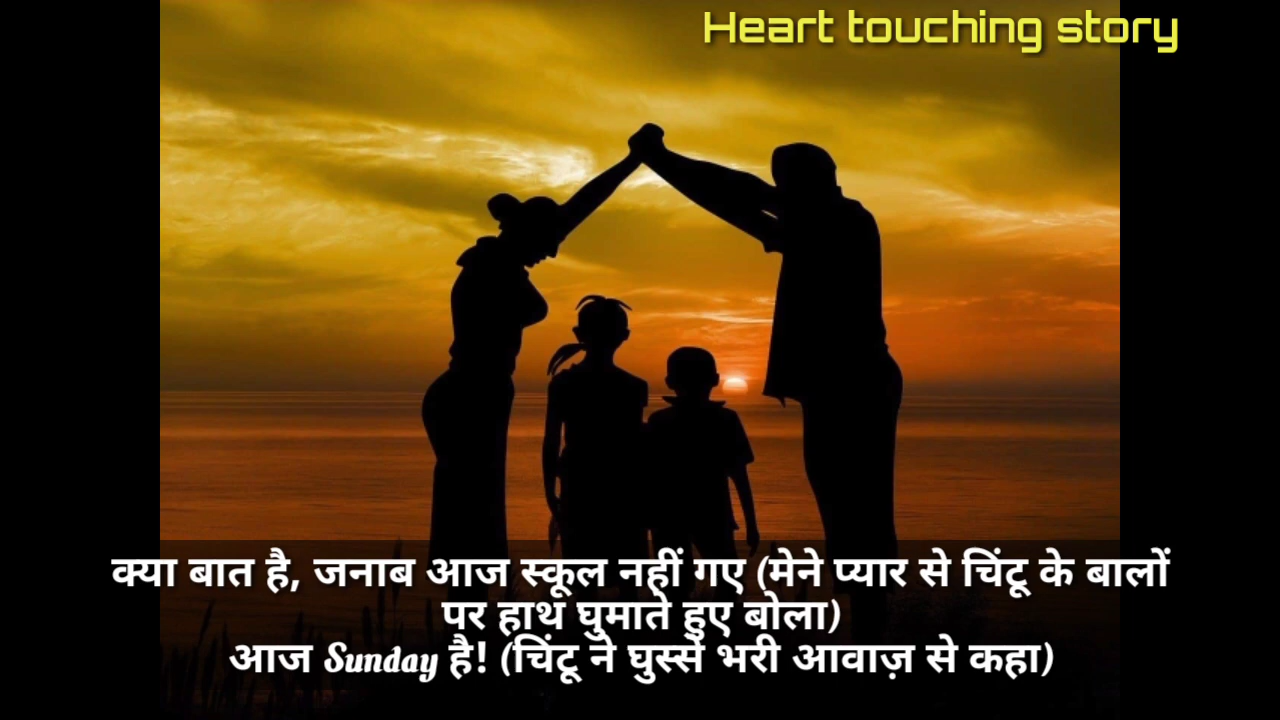 Heart touching story
क्या बात है, जनाब आज स्कूल नहीं गए (मेने प्यार से चिंटू के बालों
पर हाथ घुमाते हुए बोला)
आज Sunday है! (चिंटू ने घुस्से भरी आवाज़ से कहा)